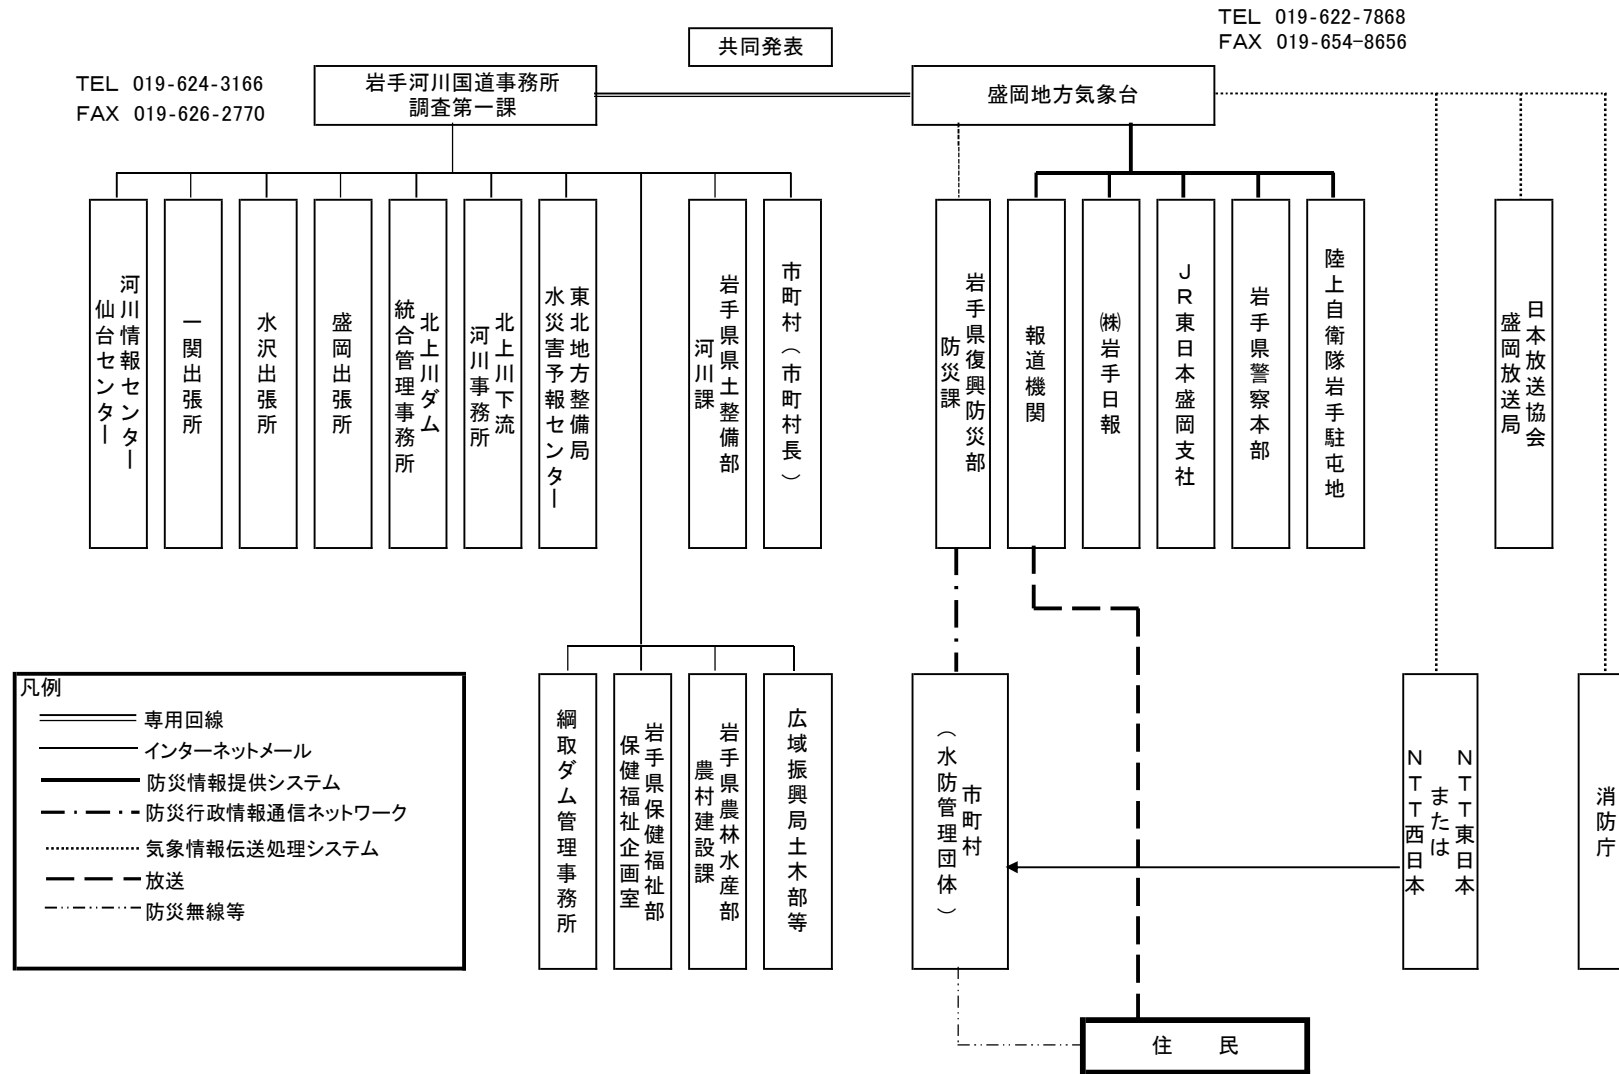 共同発表
TEL 019-622-7868
FAX 019-654-8656
TEL 019-624-3166
FAX 019-626-2770
岩手河川国道事務所
調査第一課
盛岡地方気象台
河川情報センター
仙台センター
一関出張所
水沢出張所
盛岡出張所
北上川ダム
統合管理事務所
北上川下流
河川事務所
東北地方整備局
水災害予報センター
岩手県県土整備部
河川課
市町村（市町村長）
岩手県復興防災部
防災課
報道機関
㈱岩手日報
ＪＲ東日本盛岡支社
岩手県警察本部
陸上自衛隊岩手駐屯地
日本放送協会
盛岡放送局
綱取ダム管理事務所
岩手県保健福祉部
保健福祉企画室
岩手県農林水産部
農村建設課
広域振興局土木部等
市町村
（水防管理団体）
ＮＴＴ東日本
または
ＮＴＴ西日本
消防庁
住　民
凡例
専用回線
インターネットメール
防災情報提供システム
防災行政情報通信ネットワーク
気象情報伝送処理システム
放送
防災無線等